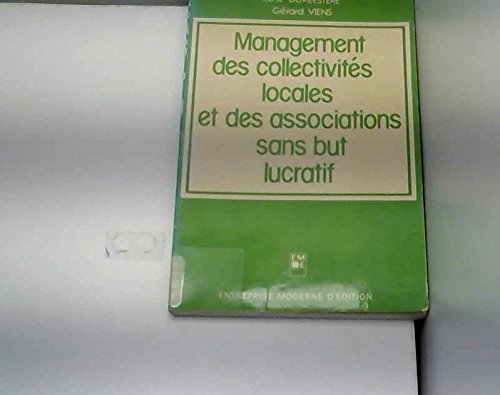 Gérard VIENS
Management
des collectivités
locales
et des associations
sans but
lucratif
EM
E
ENTREPRISE MODERNE D'EDITION